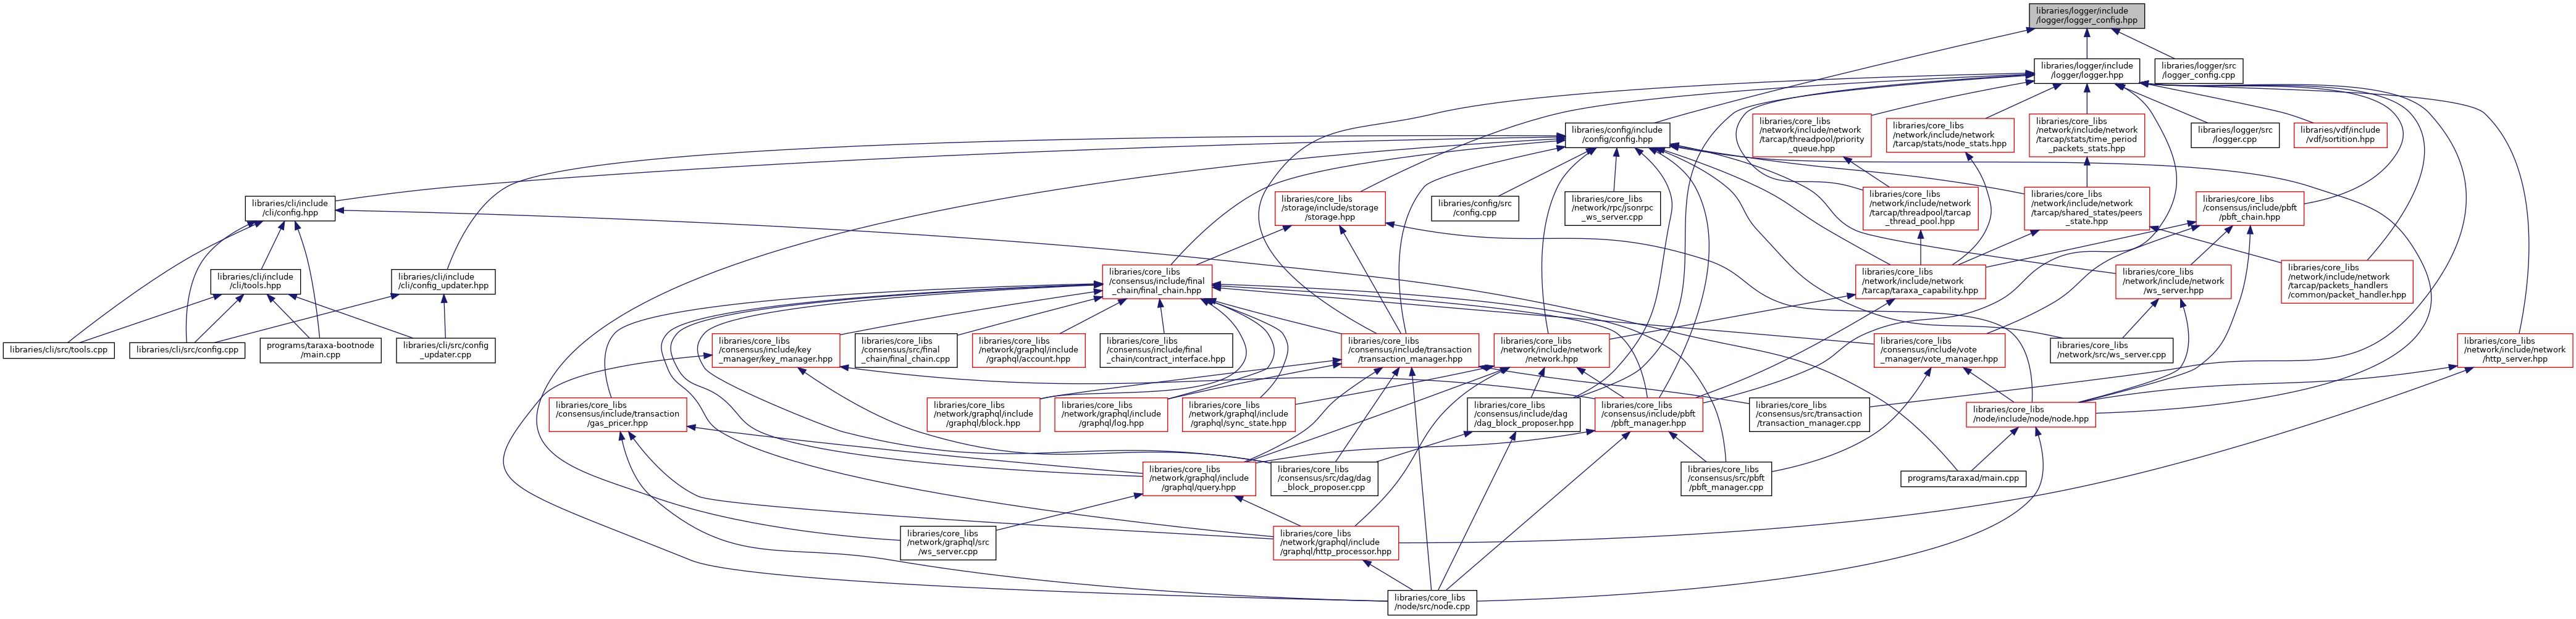 libraries/logger/include
/logger/logger_config.hpp
libraries/logger/include
/logger/logger.hpp
libraries/logger/src
/logger_config.cpp
libraries/config/include
/config/config.hpp
libraries/core_libs
/network/include/network
/tarcap/threadpool/priority
_queue.hpp
libraries/core_libs
/network/include/network
/tarcap/stats/node_stats.hpp
libraries/core_libs
/network/include/network
/tarcap/stats/time_period
_packets_stats.hpp
libraries/logger/src
/logger.cpp
libraries/vdf/include
/vdf/sortition.hpp
libraries/cli/include
/cli/config.hpp
libraries/core_libs
/storage/include/storage
/storage.hpp
libraries/config/src
/config.cpp
libraries/core_libs
/network/rpc/jsonrpc
_ws_server.cpp
libraries/core_libs
/network/include/network
/tarcap/threadpool/tarcap
_thread_pool.hpp
libraries/core_libs
/network/include/network
/tarcap/shared_states/peers
_state.hpp
libraries/core_libs
/consensus/include/pbft
/pbft_chain.hpp
libraries/cli/include
/cli/tools.hpp
libraries/cli/include
/cli/config_updater.hpp
libraries/core_libs
/consensus/include/final
_chain/final_chain.hpp
libraries/core_libs
/network/include/network
/tarcap/taraxa_capability.hpp
libraries/core_libs
/network/include/network
/ws_server.hpp
libraries/core_libs
/network/include/network
/tarcap/packets_handlers
/common/packet_handler.hpp
libraries/cli/src/tools.cpp
libraries/cli/src/config.cpp
programs/taraxa-bootnode
/main.cpp
libraries/cli/src/config
_updater.cpp
libraries/core_libs
/consensus/include/key
_manager/key_manager.hpp
libraries/core_libs
/consensus/src/final
_chain/final_chain.cpp
libraries/core_libs
/network/graphql/include
/graphql/account.hpp
libraries/core_libs
/consensus/include/final
_chain/contract_interface.hpp
libraries/core_libs
/consensus/include/transaction
/transaction_manager.hpp
libraries/core_libs
/network/include/network
/network.hpp
libraries/core_libs
/consensus/include/vote
_manager/vote_manager.hpp
libraries/core_libs
/network/src/ws_server.cpp
libraries/core_libs
/network/include/network
/http_server.hpp
libraries/core_libs
/consensus/include/transaction
/gas_pricer.hpp
libraries/core_libs
/network/graphql/include
/graphql/block.hpp
libraries/core_libs
/network/graphql/include
/graphql/log.hpp
libraries/core_libs
/network/graphql/include
/graphql/sync_state.hpp
libraries/core_libs
/consensus/include/dag
/dag_block_proposer.hpp
libraries/core_libs
/consensus/include/pbft
/pbft_manager.hpp
libraries/core_libs
/consensus/src/transaction
/transaction_manager.cpp
libraries/core_libs
/node/include/node/node.hpp
libraries/core_libs
/network/graphql/include
/graphql/query.hpp
libraries/core_libs
/consensus/src/dag/dag
_block_proposer.cpp
libraries/core_libs
/consensus/src/pbft
/pbft_manager.cpp
programs/taraxad/main.cpp
libraries/core_libs
/network/graphql/src
/ws_server.cpp
libraries/core_libs
/network/graphql/include
/graphql/http_processor.hpp
libraries/core_libs
/node/src/node.cpp